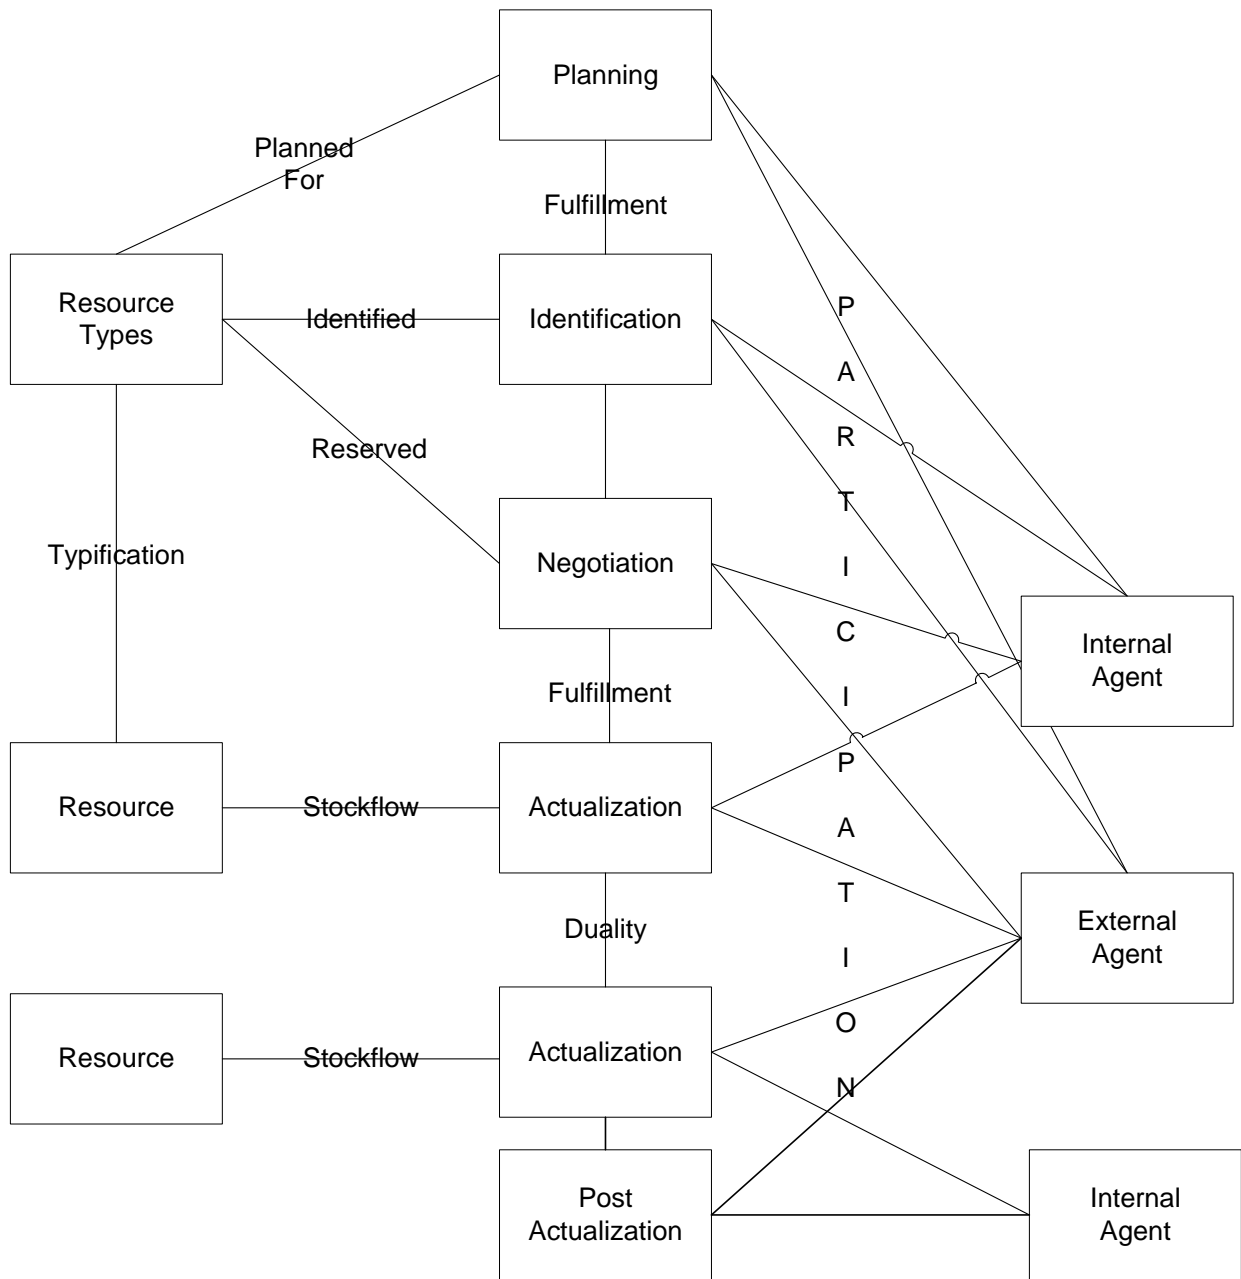 Planning
Planned
For
Fulfillment
Resource
Types
Identified
Identification
Reserved
Negotiation
Typification
Fulfillment
Internal
Agent
Resource
Stockflow
Actualization
Duality
External
Agent
Resource
Stockflow
Actualization
Post
Actualization
Internal
Agent
P
A
R
T
I
C
I
P
A
T
I
O
N